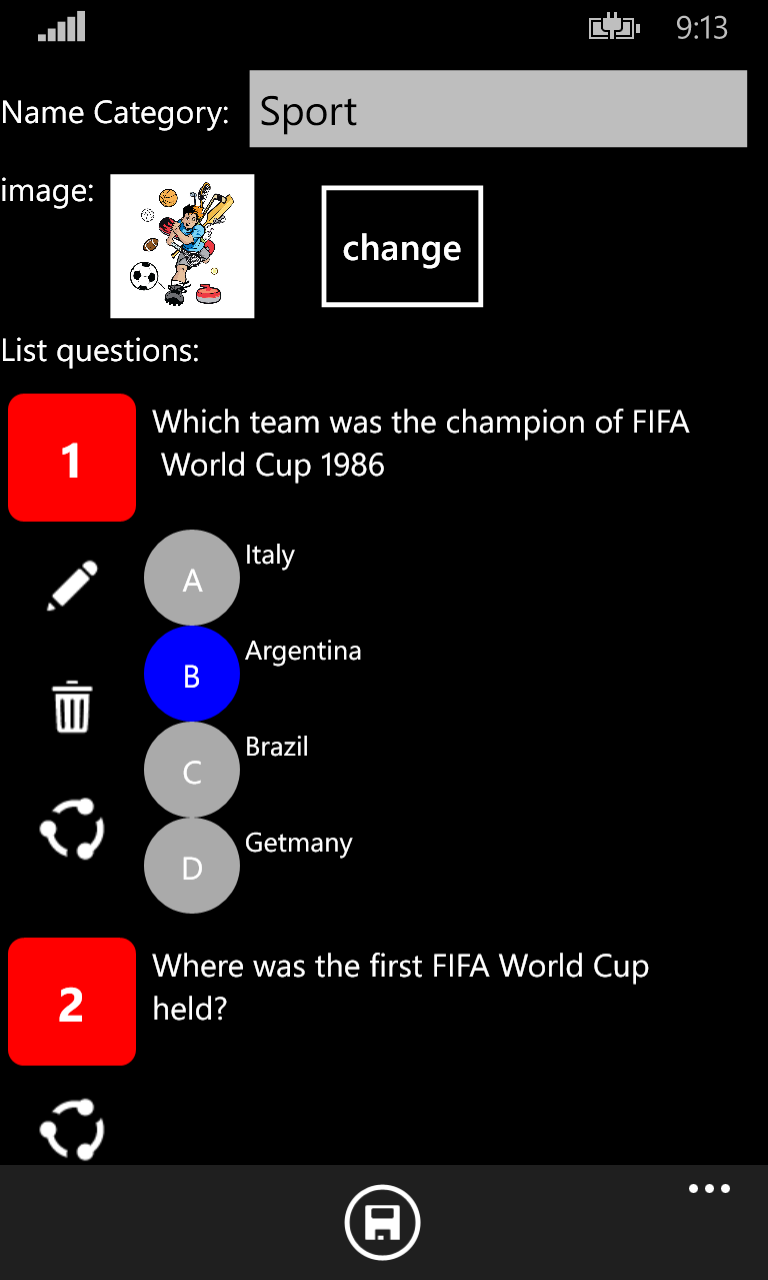 9:13
Name Category: Sport
image:
change
List questions:
1
Which team was the champion of FIFA
World Cup 1986
A Italy
B Argentina
C Brazil
D Getmany
2
Where was the first FIFA World Cup
held?